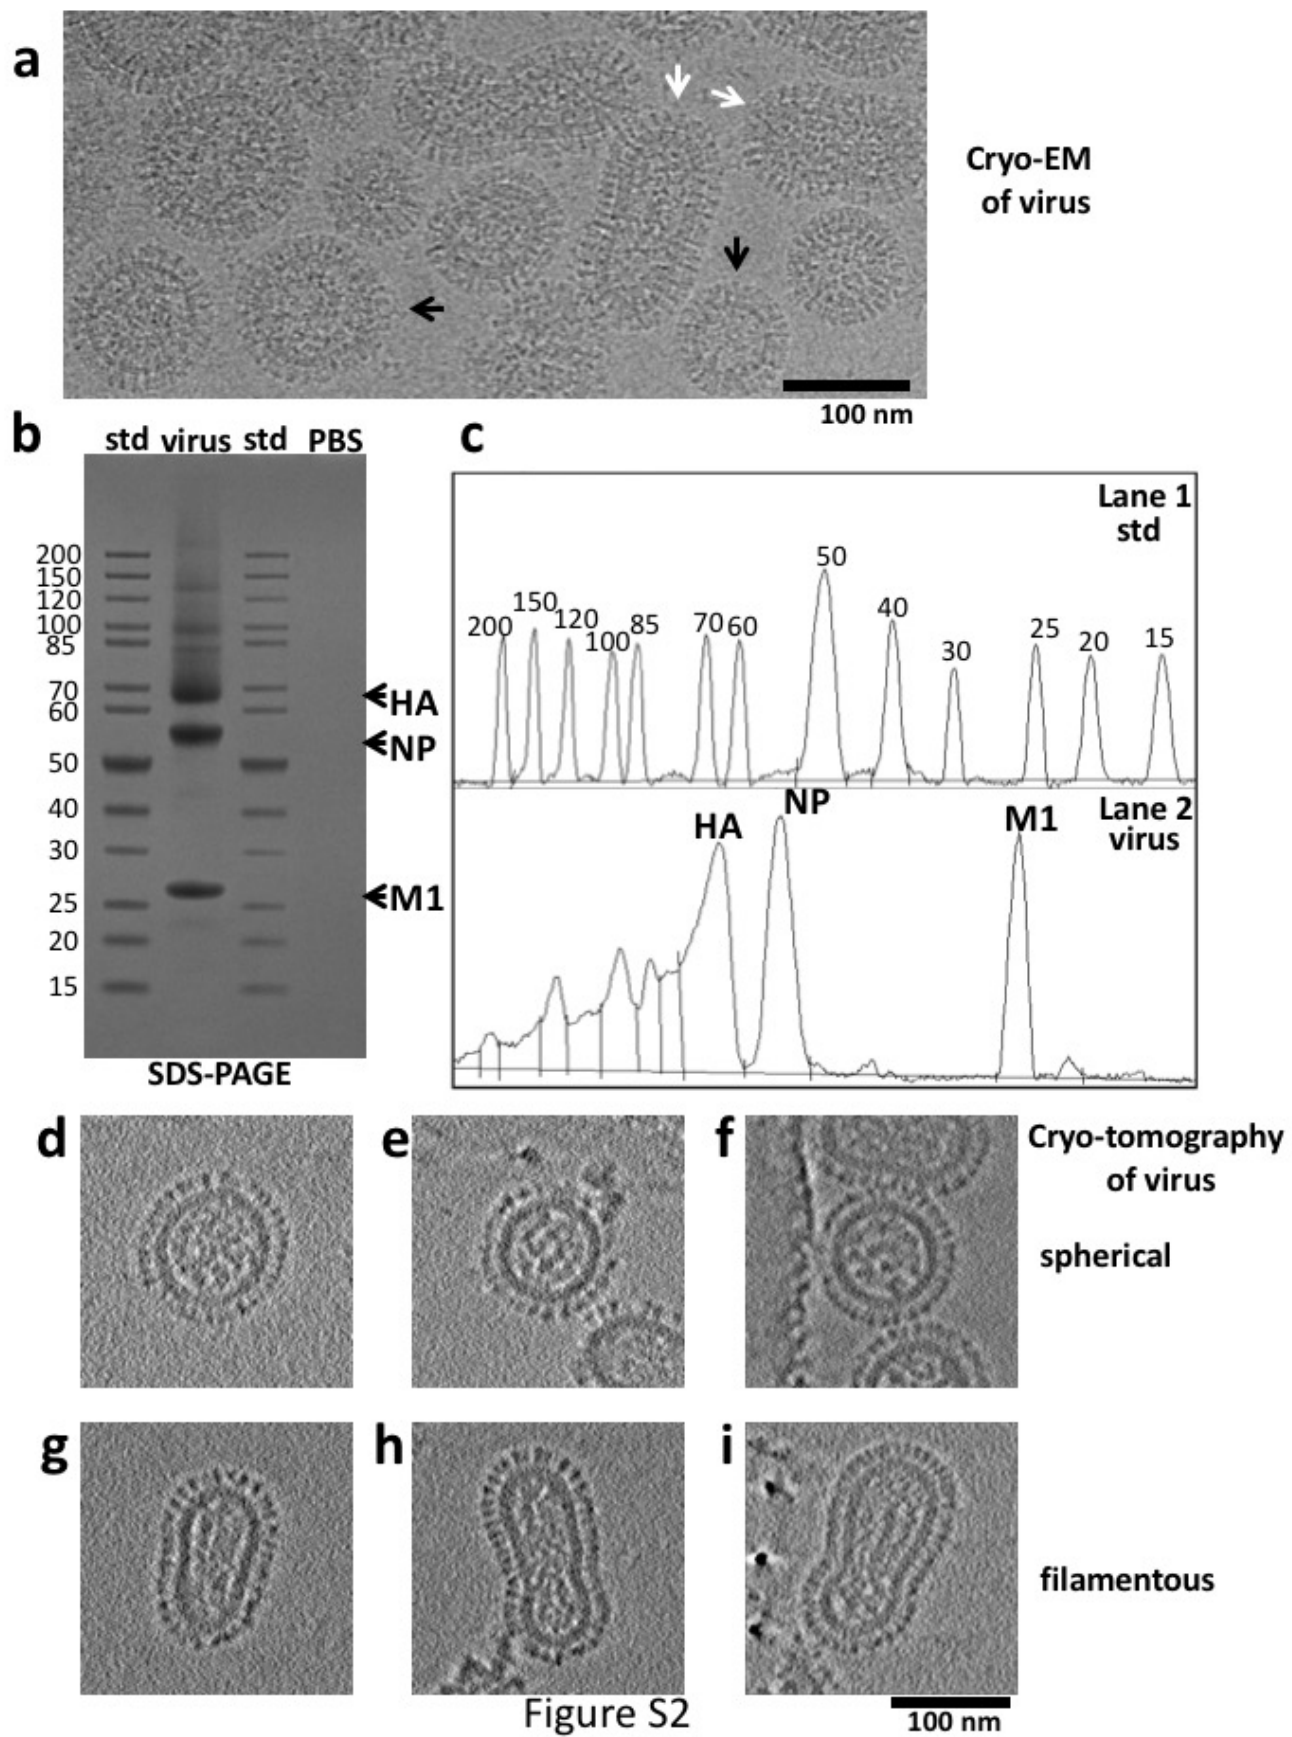 a
Cryo-EM
of virus
100 nm
b
std virus std PBS
200
150
120
100
85
70
60
50
40
30
25
20
15
HA
NP
M1
SDS-PAGE
c
Lane 1
std
200
150
120
100
85
70
60
50
40
30
25
20
15
Lane 2
virus
HA
NP
M1
d
e
f
Cryo-tomography
of virus
spherical
g
h
i
filamentous
100 nm
Figure S2